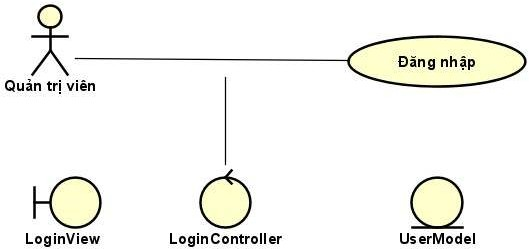 Đăng nhập
Quản trị viên
LoginView
LoginController
UserModel